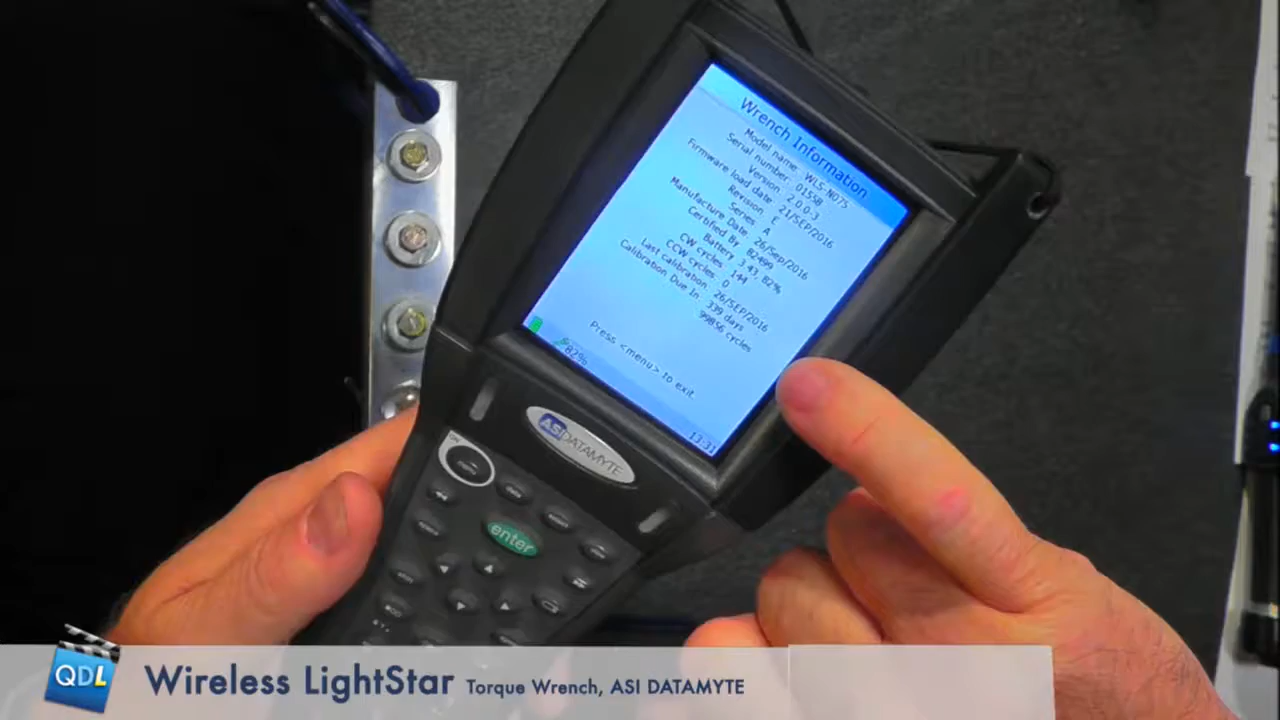 Wrench Information
Model name: WLS-N075
Serial number: 01558
Version: 2.0.0-3
Firmware load date: 21/SEP/2016
Revision: E
Series: A
Manufacture Date: 26/Sep/2016
Certified By: 82499
Battery: 3.43, 82%
CW cycles: 144
CCW cycles: 0
Last calibration: 26/SEP/2016
Calibration Due In: 339 days
99856 cycles
Press <menu> to exit.
82%
13:31
ASI DATAMYTE
enter
QDL
Wireless LightStar Torque Wrench, ASI DATAMYTE